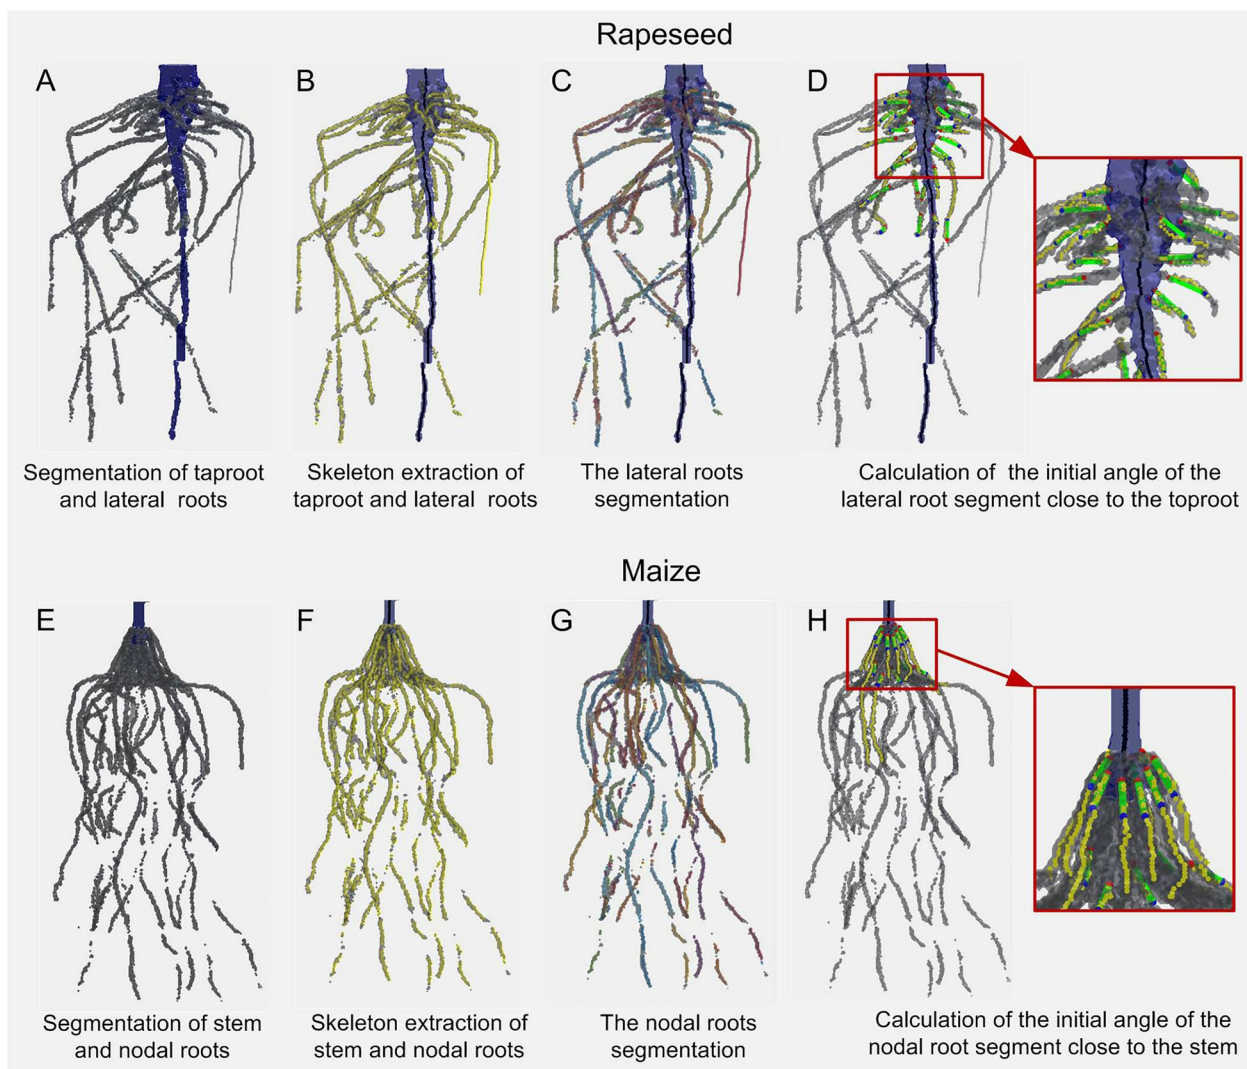 Rapeseed
A B C D
Segmentation of taproot
and lateral roots
Skeleton extraction of
taproot and lateral roots
The lateral roots
segmentation
Calculation of the initial angle of the
lateral root segment close to the toproot
Maize
E F G H
Segmentation of stem
and nodal roots
Skeleton extraction of
stem and nodal roots
The nodal roots
segmentation
Calculation of the initial angle of the
nodal root segment close to the stem